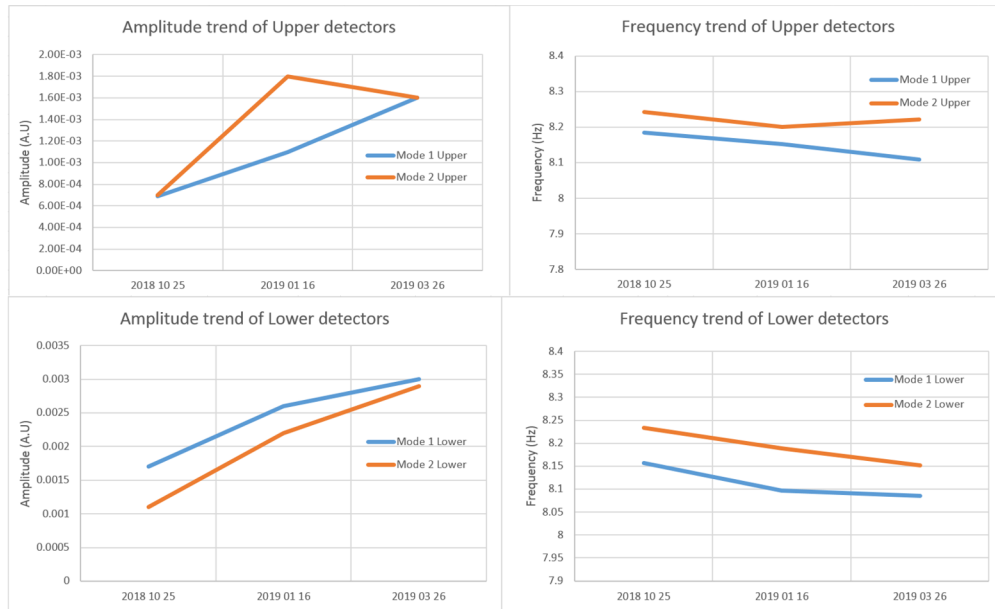 Amplitude trend of Upper detectors
2.00E-03
1.80E-03
1.60E-03
1.40E-03
1.20E-03
1.00E-03
8.00E-04
6.00E-04
4.00E-04
2.00E-04
0.00E+00
Amplitude (A.U)
Mode 1 Upper
Mode 2 Upper
2018 10 25 2019 01 16 2019 03 26
Frequency trend of Upper detectors
8.4
8.3
8.2
8.1
8
7.9
7.8
Frequency (Hz)
Mode 1 Upper
Mode 2 Upper
2018 10 25 2019 01 16 2019 03 26
Amplitude trend of Lower detectors
0.0035
0.003
0.0025
0.002
0.0015
0.001
0.0005
0
Amplitude (A.U)
Mode 1 Lower
Mode 2 Lower
2018 10 25 2019 01 16 2019 03 26
Frequency trend of Lower detectors
8.4
8.35
8.3
8.25
8.2
8.15
8.1
8.05
8
7.95
7.9
Frequency (Hz)
Mode 1 Lower
Mode 2 Lower
2018 10 25 2019 01 16 2019 03 26